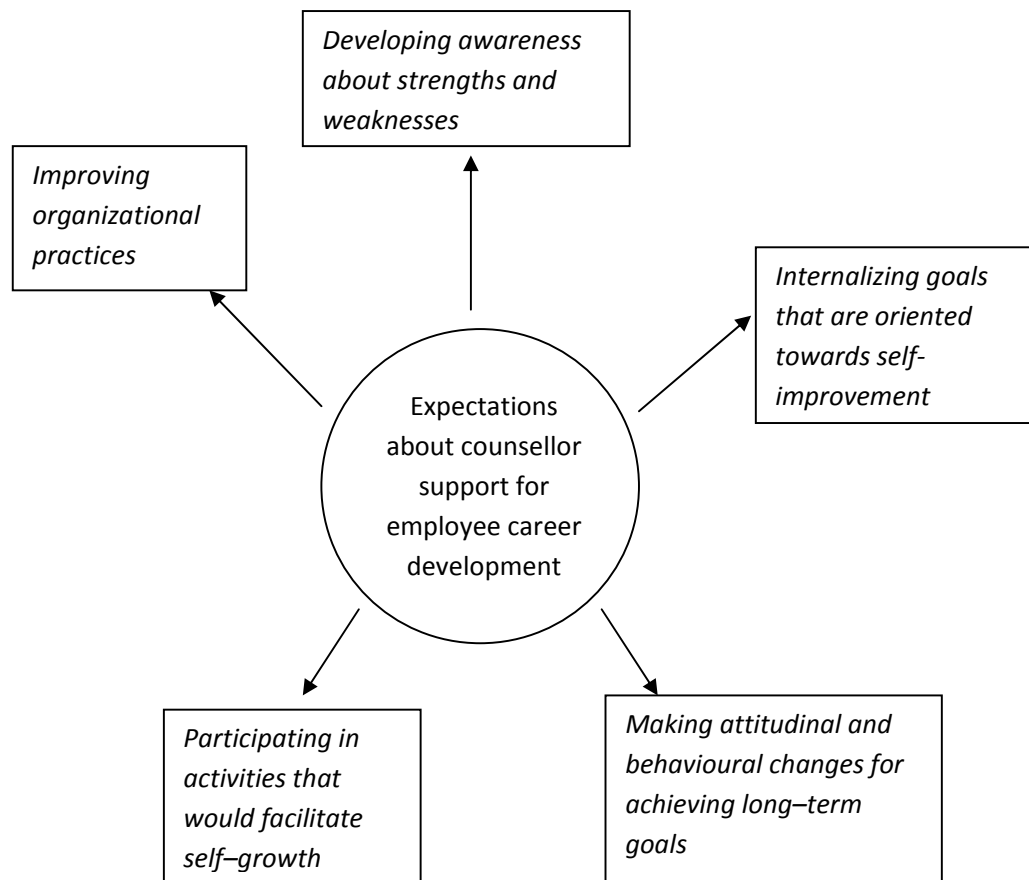 Developing awareness
about strengths and
weaknesses
Improving
organizational
practices
Internalizing goals
that are oriented
towards self-
improvement
Expectations
about counsellor
support for
employee career
development
Participating in
activities that
would facilitate
self–growth
Making attitudinal and
behavioural changes for
achieving long–term
goals